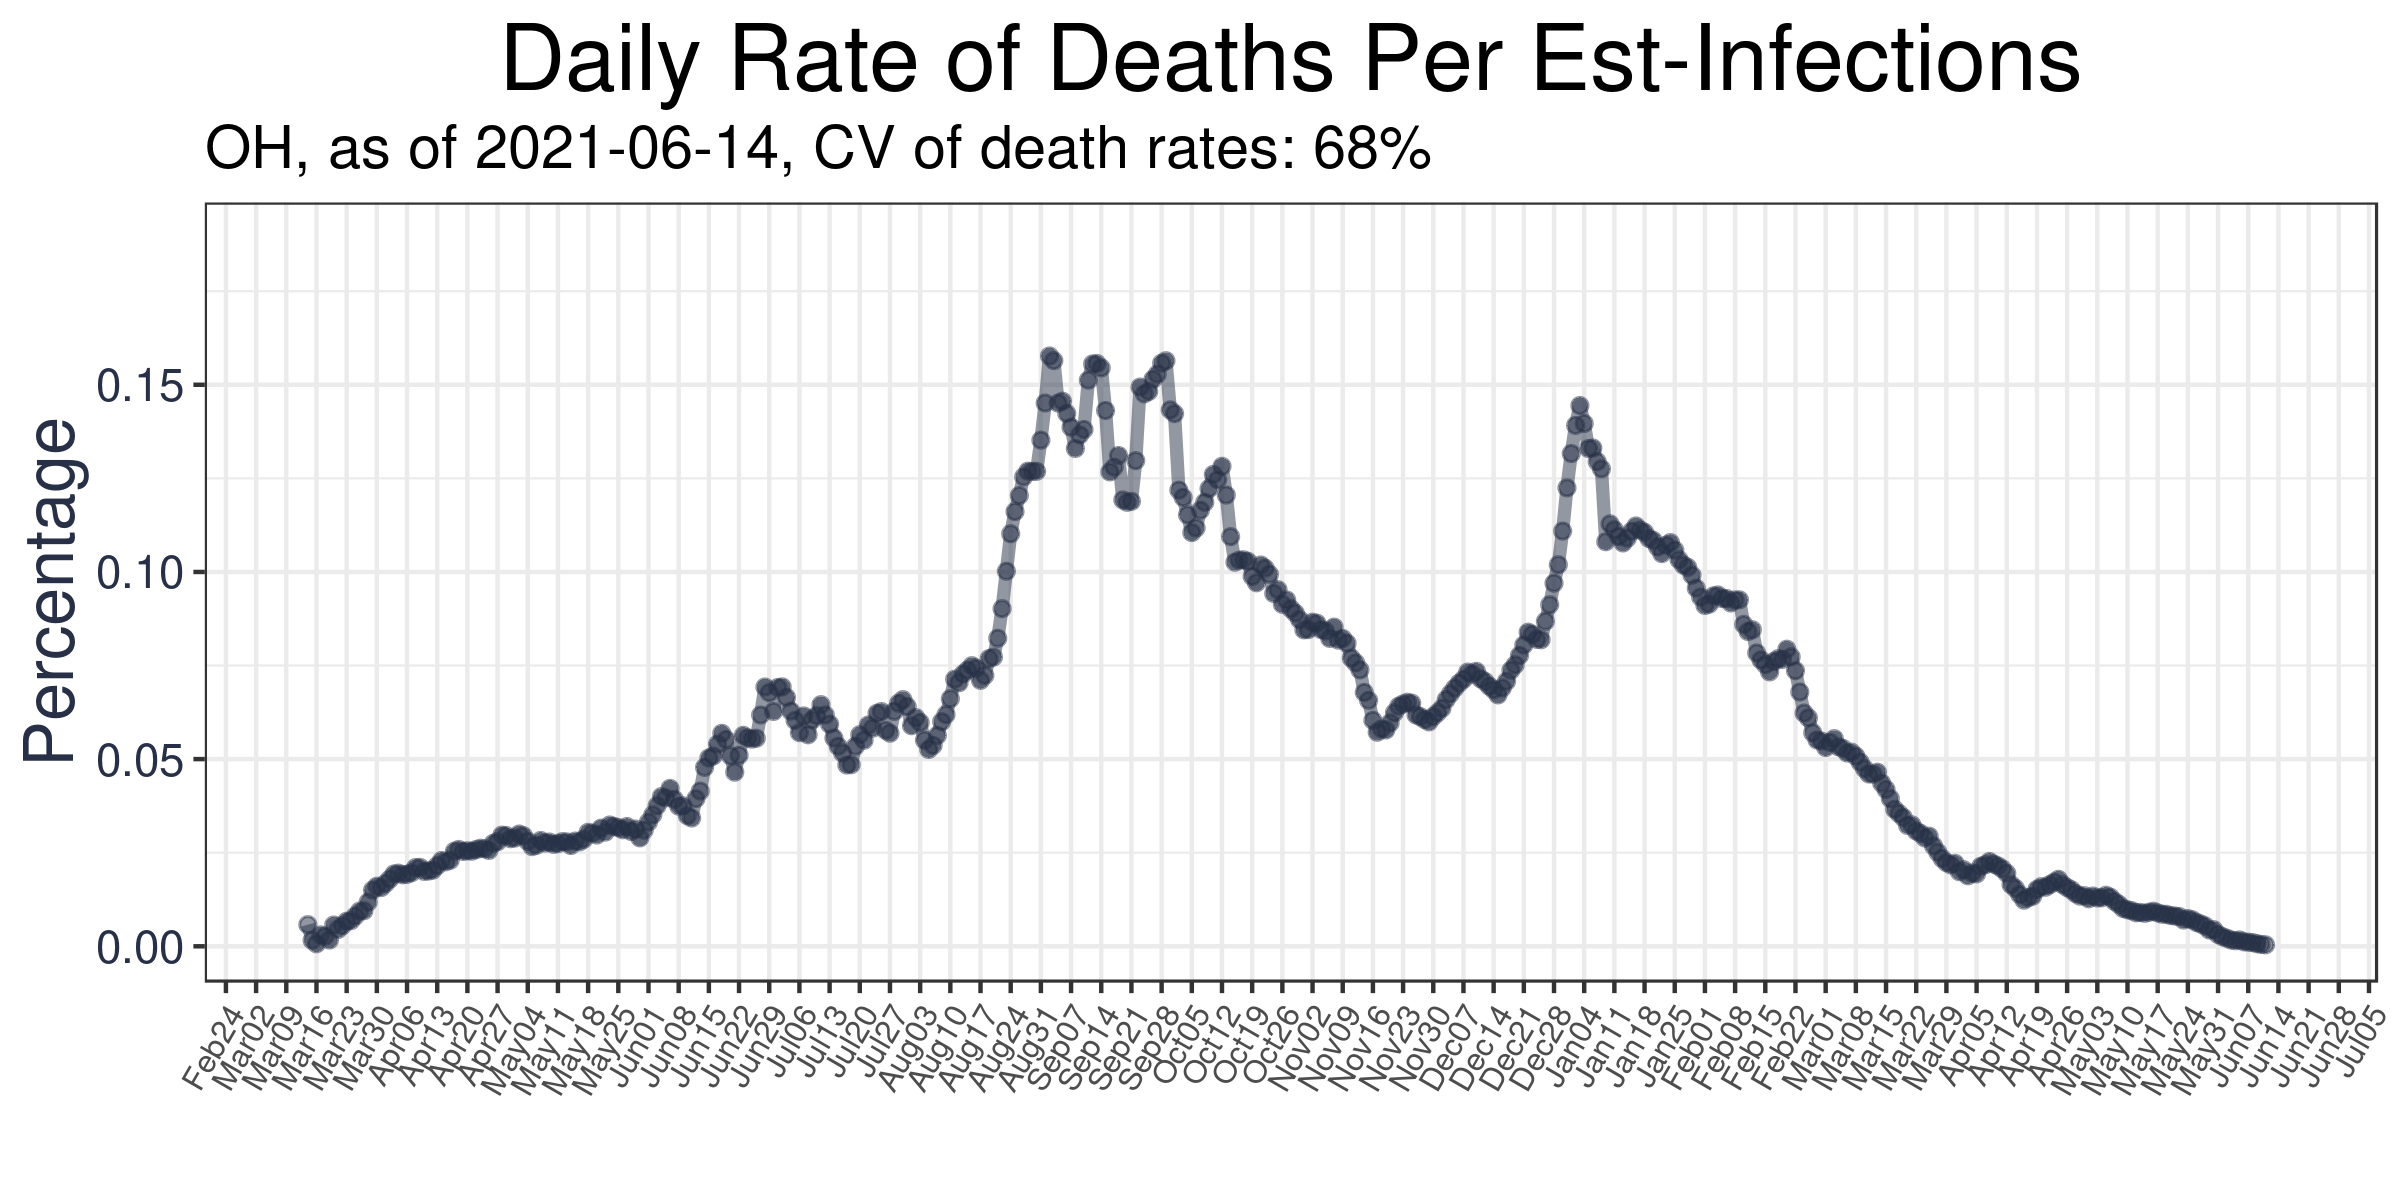 Daily Rate of Deaths Per Est-Infections
OH, as of 2021-06-14, CV of death rates: 68%
Percentage
0.15
0.10
0.05
0.00
Feb24
Mar02
Mar09
Mar16
Mar23
Mar30
Apr06
Apr13
Apr20
Apr27
May04
May11
May18
May25
Jun01
Jun08
Jun15
Jun22
Jun29
Jul06
Jul13
Jul20
Jul27
Aug03
Aug10
Aug17
Aug24
Aug31
Sep07
Sep14
Sep21
Sep28
Oct05
Oct12
Oct19
Oct26
Nov02
Nov09
Nov16
Nov23
Nov30
Dec07
Dec14
Dec21
Dec28
Jan04
Jan11
Jan18
Jan25
Feb01
Feb08
Feb15
Feb22
Mar01
Mar08
Mar15
Mar22
Mar29
Apr05
Apr12
Apr19
Apr26
May03
May10
May17
May24
May31
Jun07
Jun14
Jun21
Jun28
Jul05